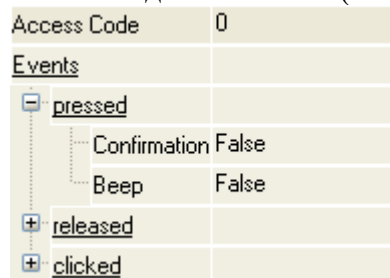 Access Code 0
Events
pressed
Confirmation False
Beep False
released
clicked